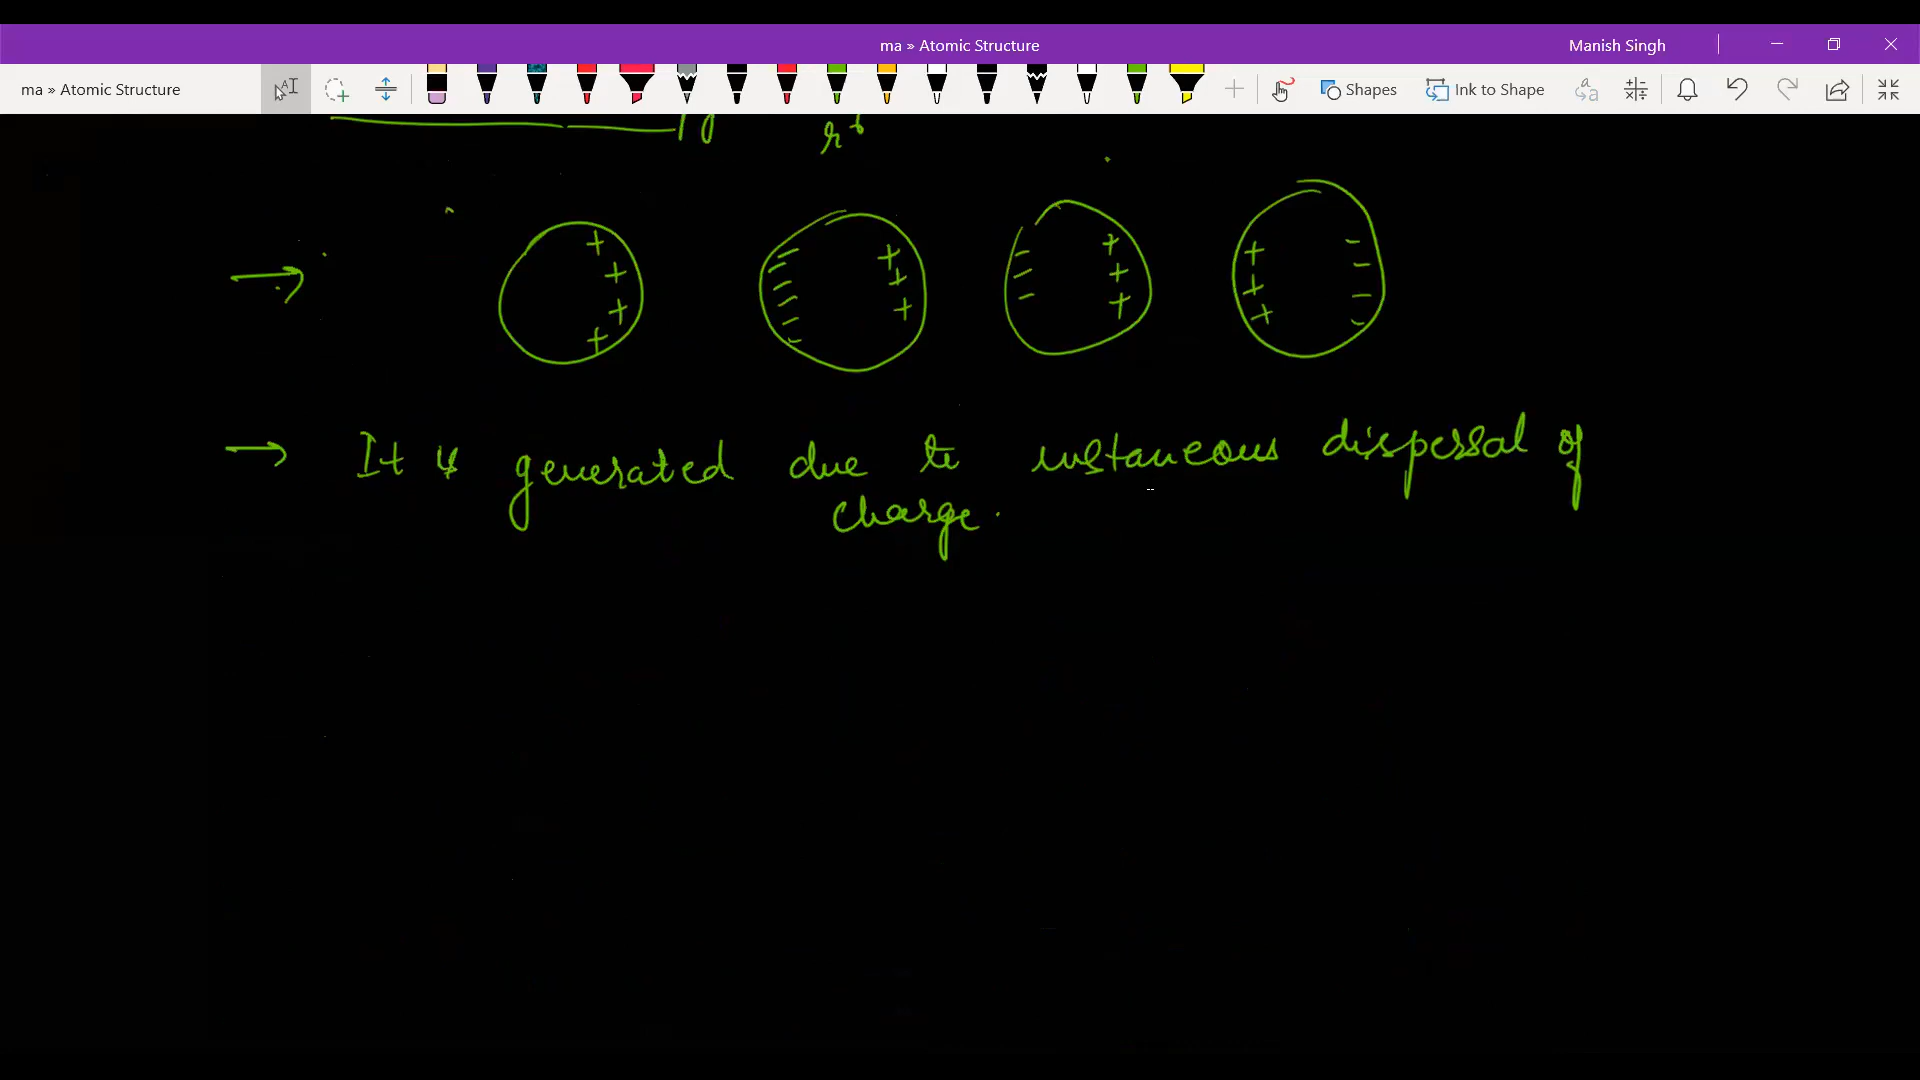 ma » Atomic Structure
Manish Singh
ma » Atomic Structure
Shapes
Ink to Shape
r⁶
+ - + - + + -
+ - + - + + -
+ - + - + + -
+ - -
-
-
→ It is generated due to instaneous dispersal of
charge.